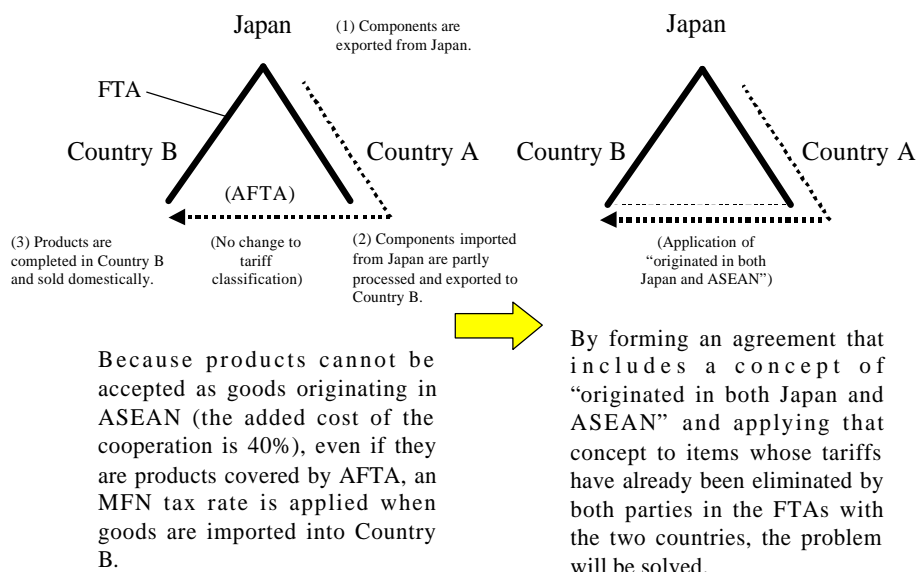 Japan
(1) Components are
exported from Japan.
FTA
Country B
Country A
(AFTA)
(3) Products are
completed in Country B
and sold domestically.
(No change to
tariff
classification)
(2) Components imported
from Japan are partly
processed and exported to
Country B.
Because products cannot be
accepted as goods originating in
ASEAN (the added cost of the
cooperation is 40%), even if they
are products covered by AFTA, an
MFN tax rate is applied when
goods are imported into Country
B.
Japan
Country B
Country A
(Application of
“originated in both
Japan and ASEAN”)
By forming an agreement that
includes a concept of
“originated in both Japan and
ASEAN” and applying that
concept to items whose tariffs
have already been eliminated by
both parties in the FTAs with
the two countries, the problem
will be solved.